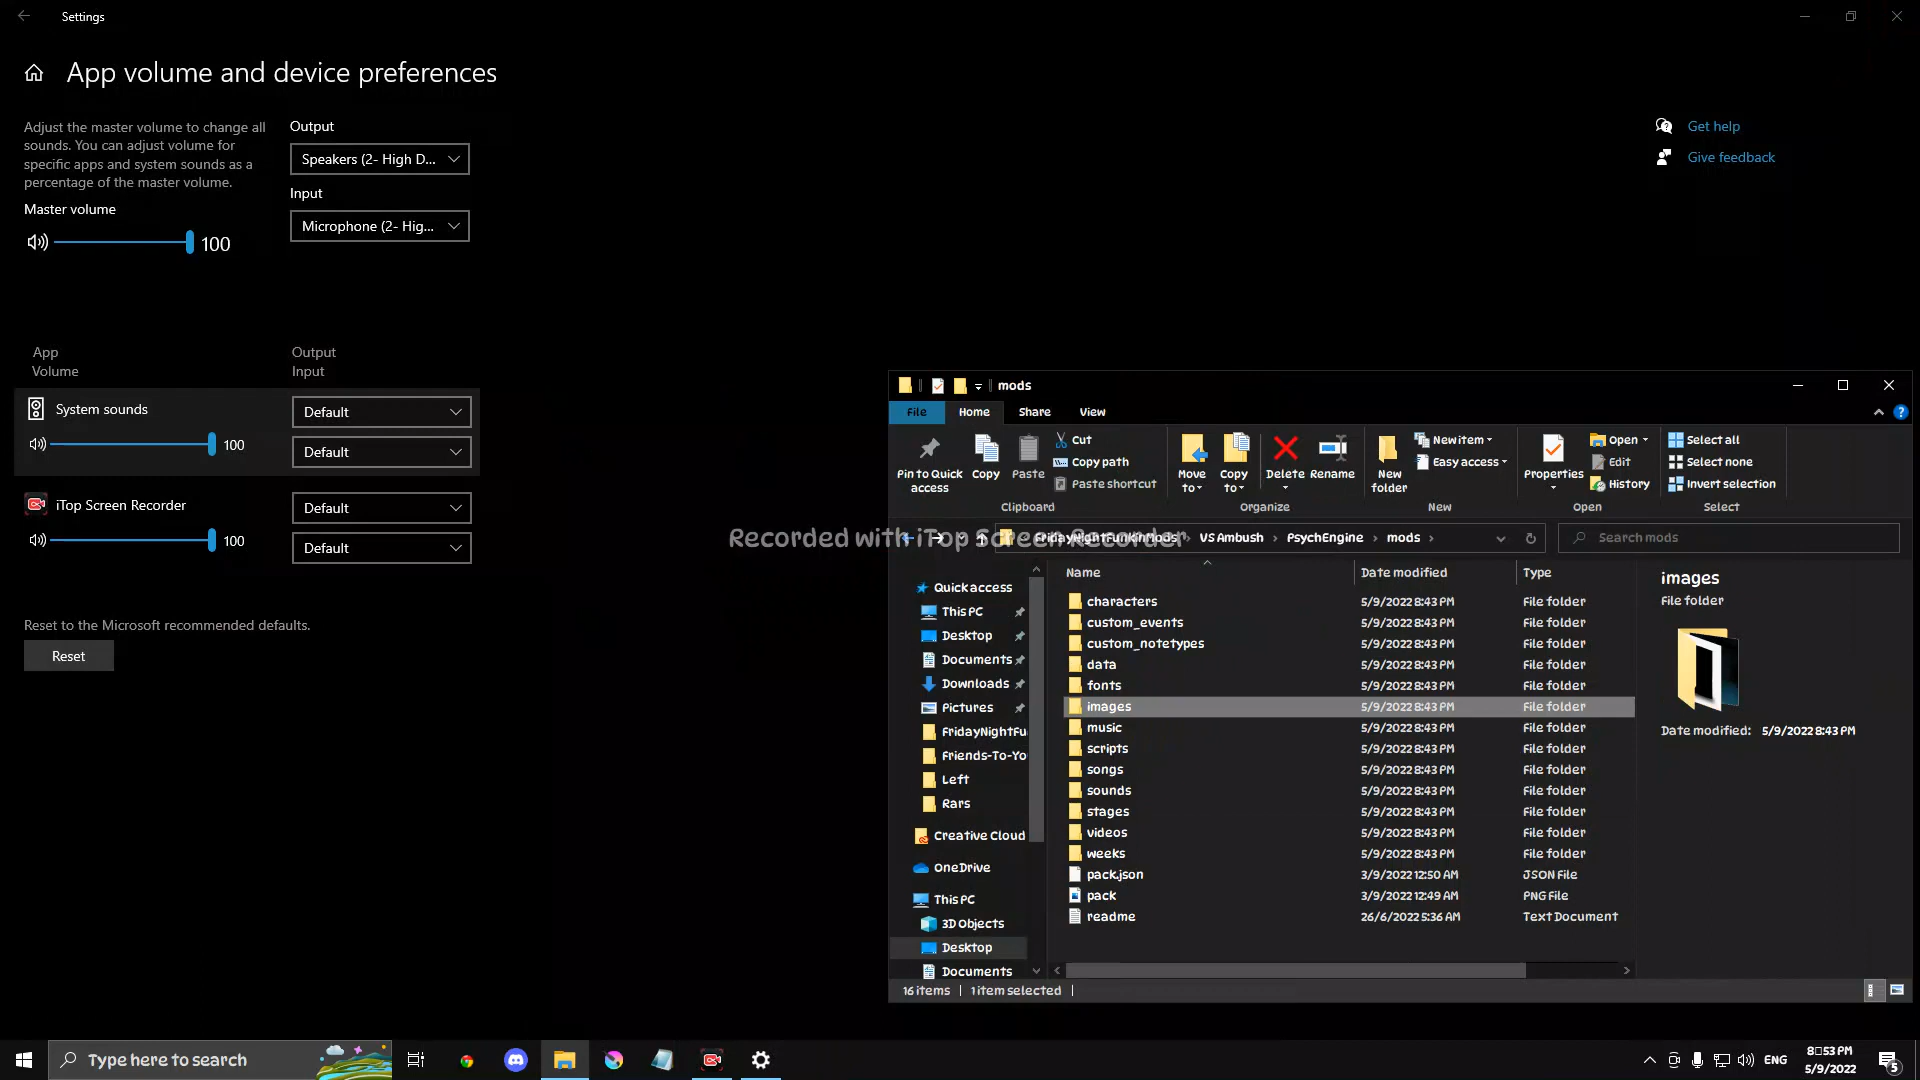 Settings
App volume and device preferences
Adjust the master volume to change all
sounds. You can adjust volume for
specific apps and system sounds as a
percentage of the master volume.
Master volume
100
Output
Speakers (2- High D...
Input
Microphone (2- Hig...
Get help
Give feedback
App
Volume
Output
Input
System sounds
100
Default
Default
iTop Screen Recorder
100
Default
Default
Reset to the Microsoft recommended defaults.
Reset
Recorded with iTop Screen Recorder
mods
File Home Share View
Pin to Quick
access
Copy
Paste
Cut
Copy path
Paste shortcut
Clipboard
Move
to
Copy
to
Delete
Rename
Organize
New
folder
New item
Easy access
New
Properties
Open
Edit
History
Open
Select all
Select none
Invert selection
Select
FridayNightFunkinMods › VS Ambush › PsychEngine › mods ›
Search mods
Quick access
This PC
Desktop
Documents
Downloads
Pictures
FridayNightFu
Friends-To-Yo
Left
Rars
Creative Cloud
OneDrive
This PC
3D Objects
Desktop
Documents
Name Date modified Type
characters 5/9/2022 8:43 PM File folder
custom_events 5/9/2022 8:43 PM File folder
custom_notetypes 5/9/2022 8:43 PM File folder
data 5/9/2022 8:43 PM File folder
fonts 5/9/2022 8:43 PM File folder
images 5/9/2022 8:43 PM File folder
music 5/9/2022 8:43 PM File folder
scripts 5/9/2022 8:43 PM File folder
songs 5/9/2022 8:43 PM File folder
sounds 5/9/2022 8:43 PM File folder
stages 5/9/2022 8:43 PM File folder
videos 5/9/2022 8:43 PM File folder
weeks 5/9/2022 8:43 PM File folder
pack.json 3/9/2022 12:50 AM JSON File
pack 3/9/2022 12:49 AM PNG File
readme 26/6/2022 5:36 AM Text Document
images
File folder
Date modified: 5/9/2022 8:43 PM
16 items 1 item selected
Type here to search
ENG
8□53 PM
5/9/2022
5